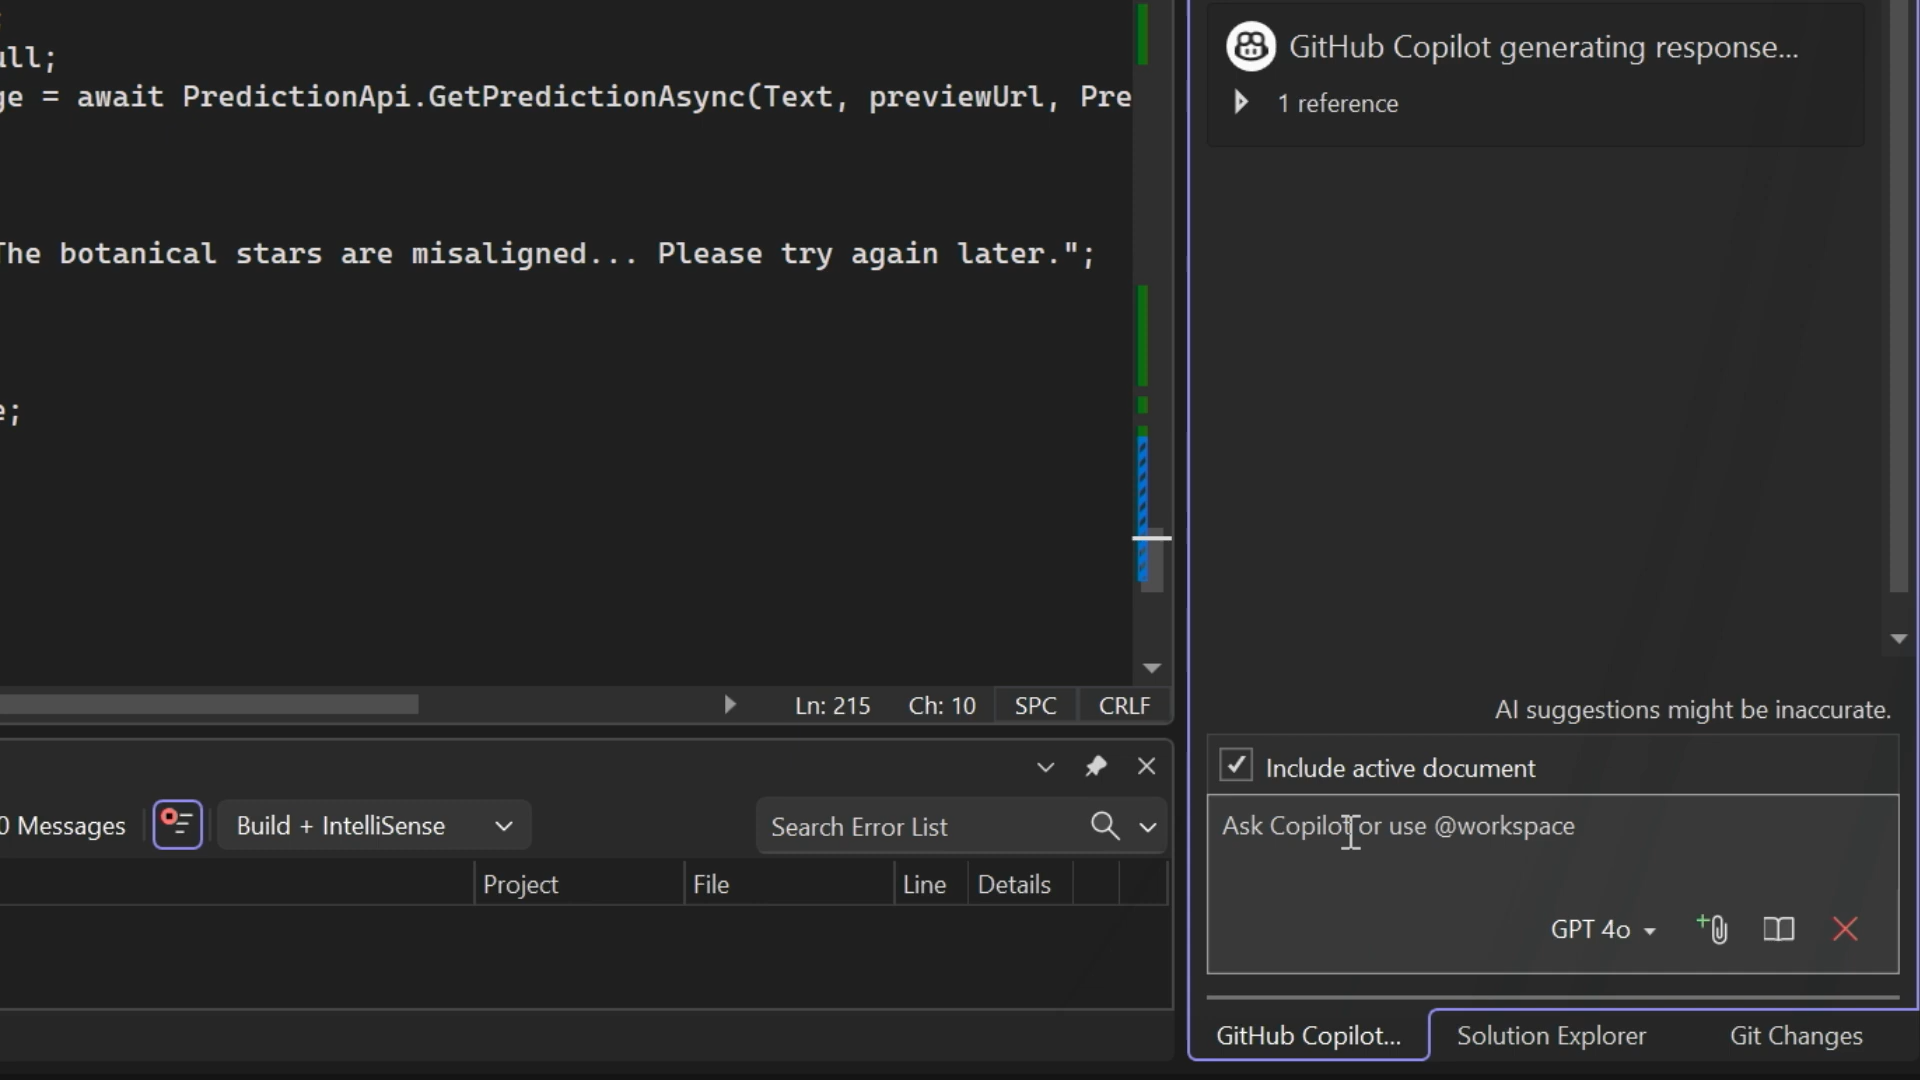 ull;
ge = await PredictionApi.GetPredictionAsync(Text, previewUrl, Pre
The botanical stars are misaligned... Please try again later.";
e;
Ln: 215 Ch: 10 SPC CRLF
0 Messages
Build + IntelliSense
Search Error List
Project File Line Details
GitHub Copilot generating response...
1 reference
AI suggestions might be inaccurate.
Include active document
Ask Copilot or use @workspace
GPT 4o
GitHub Copilot... Solution Explorer Git Changes